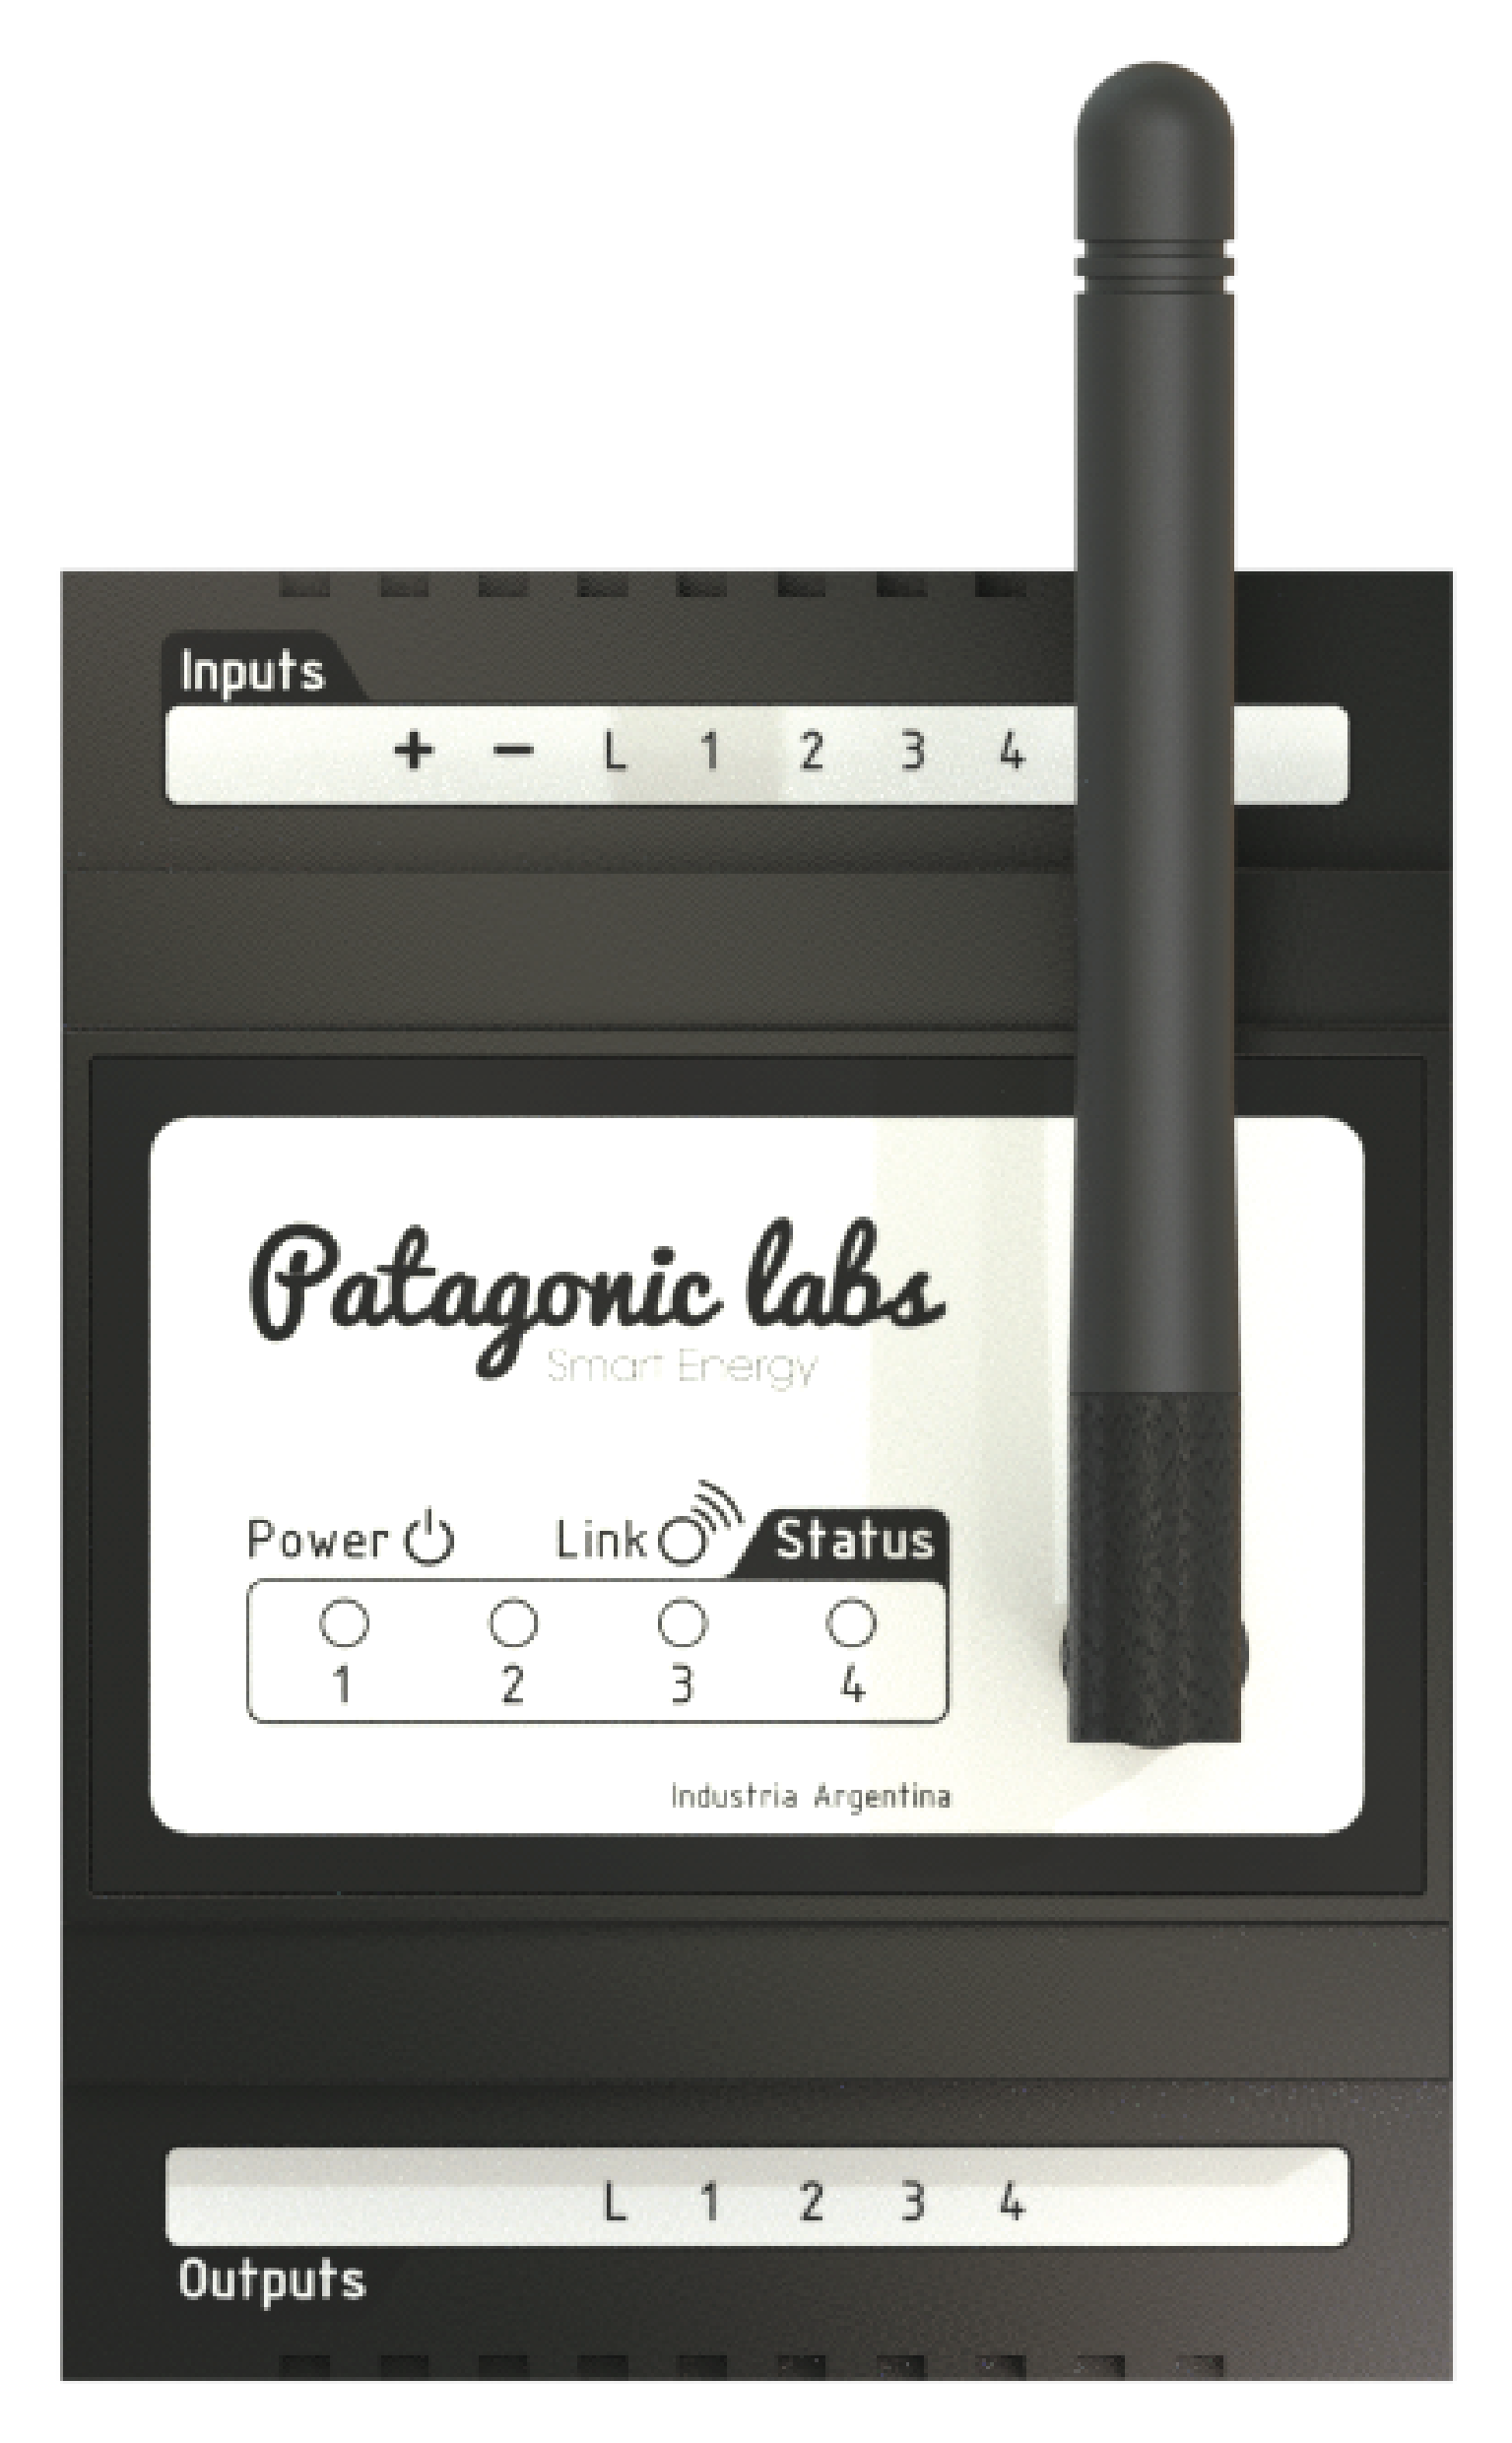 Inputs
+ − L 1 2 3 4
Patagonic labs
Smart Energy
Power Link Status
1 2 3 4
Industria Argentina
L 1 2 3 4
Outputs